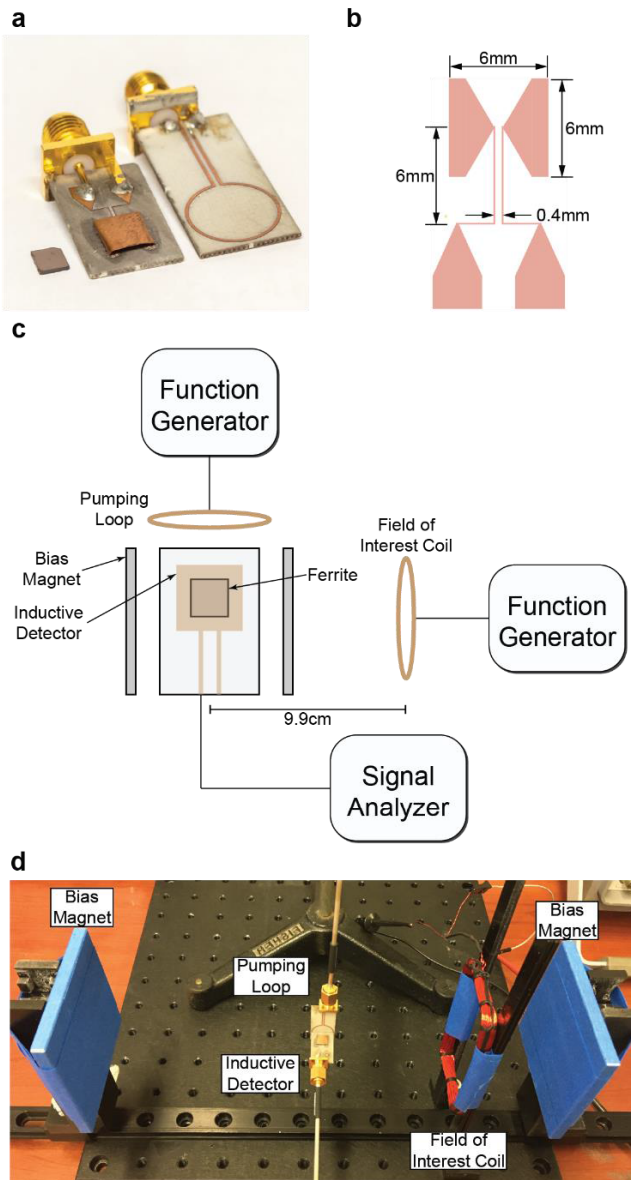 a
b
6mm
6mm
6mm
0.4mm
c
Function
Generator
Pumping
Loop
Field of
Interest Coil
Bias
Magnet
Ferrite
Inductive
Detector
Function
Generator
9.9cm
Signal
Analyzer
d
Bias
Magnet
Bias
Magnet
Pumping
Loop
Inductive
Detector
Field of
Interest Coil